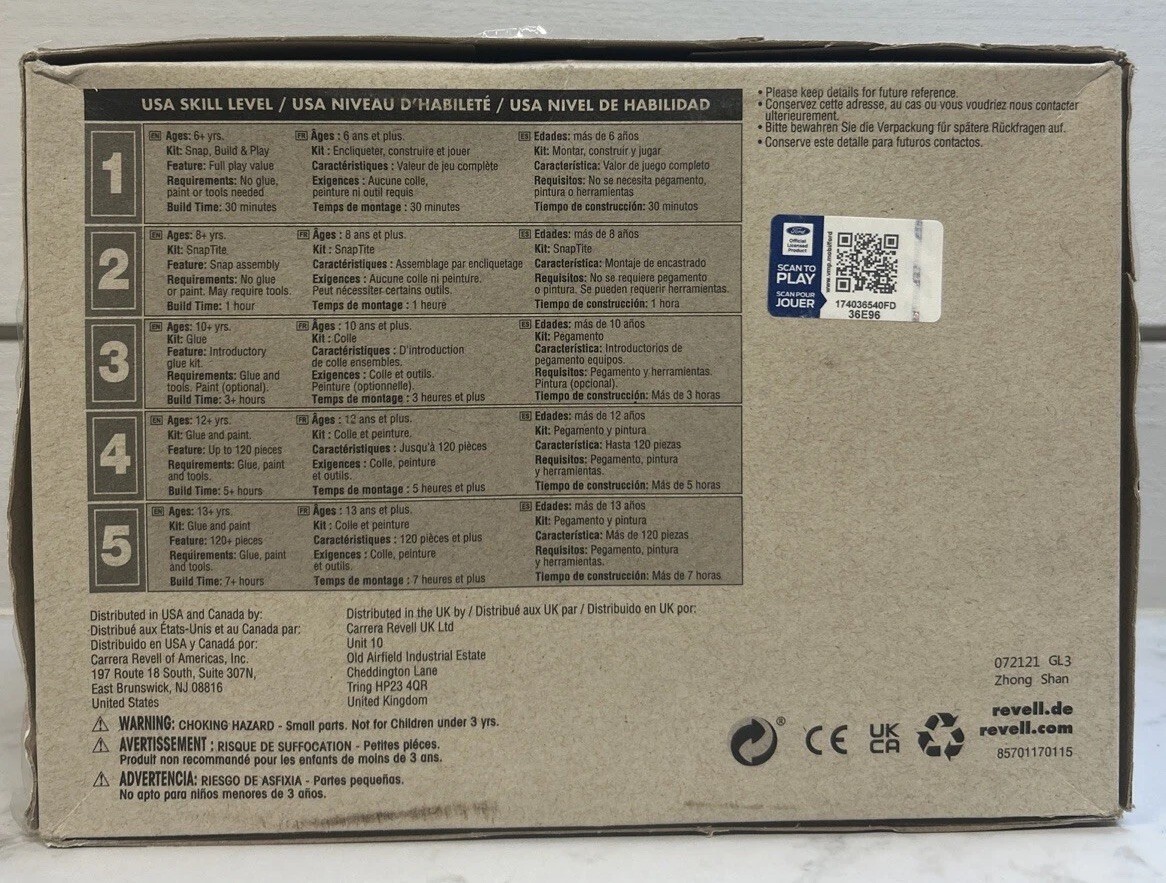 USA SKILL LEVEL / USA NIVEAU D'HABILETÉ / USA NIVEL DE HABILIDAD
1
EN Ages: 6+ yrs.
Kit: Snap, Build & Play
Feature: Full play value
Requirements: No glue,
paint or tools needed
Build Time: 30 minutes
FR Âges : 6 ans et plus.
Kit : Encliqueter, construire et jouer
Caractéristiques : Valeur de jeu complète
Exigences : Aucune colle,
peinture ni outil requis
Temps de montage : 30 minutes
ES Edades: más de 6 años
Kit: Montar, construir y jugar
Característica: Valor de juego completo
Requisitos: No se necesita pegamento,
pintura o herramientas
Tiempo de construcción: 30 minutos
2
EN Ages: 8+ yrs.
Kit: SnapTite
Feature: Snap assembly
Requirements: No glue
or paint. May require tools.
Build Time: 1 hour
FR Âges : 8 ans et plus.
Kit : SnapTite
Caractéristiques : Assemblage par encliquetage
Exigences : Aucune colle ni peinture.
Peut nécessiter certains outils.
Temps de montage : 1 heure
ES Edades: más de 8 años
Kit: SnapTite
Característica: Montaje de encastrado
Requisitos: No se requiere pegamento
o pintura. Se pueden requerir herramientas.
Tiempo de construcción: 1 hora
3
EN Ages: 10+ yrs.
Kit: Glue
Feature: Introductory
glue kit.
Requirements: Glue and
tools. Paint (optional).
Build Time: 3+ hours
FR Âges : 10 ans et plus.
Kit : Colle
Caractéristiques : D'introduction
de colle ensembles.
Exigences : Colle et outils.
Peinture (optionnelle).
Temps de montage : 3 heures et plus
ES Edades: más de 10 años
Kit: Pegamento
Característica: Introductorios de
pegamento equipos.
Requisitos: Pegamento y herramientas.
Pintura (opcional).
Tiempo de construcción: Más de 3 horas
4
EN Ages: 12+ yrs.
Kit: Glue and paint.
Feature: Up to 120 pieces
Requirements: Glue, paint
and tools.
Build Time: 5+ hours
FR Âges : 12 ans et plus.
Kit : Colle et peinture.
Caractéristiques : Jusqu'à 120 pièces
Exigences : Colle, peinture
et outils.
Temps de montage : 5 heures et plus
ES Edades: más de 12 años
Kit: Pegamento y pintura
Característica: Hasta 120 piezas
Requisitos: Pegamento, pintura
y herramientas.
Tiempo de construcción: Más de 5 horas
5
EN Ages: 13+ yrs.
Kit: Glue and paint
Feature: 120+ pieces
Requirements: Glue, paint
and tools.
Build Time: 7+ hours
FR Âges : 13 ans et plus.
Kit : Colle et peinture
Caractéristiques : 120 pièces et plus
Exigences : Colle, peinture
et outils.
Temps de montage : 7 heures et plus
ES Edades: más de 13 años
Kit: Pegamento y pintura
Característica: Más de 120 piezas
Requisitos: Pegamento, pintura
y herramientas.
Tiempo de construcción: Más de 7 horas
• Please keep details for future reference.
• Conservez cette adresse, au cas ou vous voudriez nous contacter
ulterieurement.
• Bitte bewahren Sie die Verpackung für spätere Rückfragen auf.
• Conserve este detalle para futuros contactos.
Ford
Official
Licensed
Product
SCAN TO
PLAY
SCAN POUR
JOUER
www.vmp.mobi/ford
174036540FD
36E96
Distributed in USA and Canada by:
Distribué aux États-Unis et au Canada par:
Distribuido en USA y Canadá por:
Carrera Revell of Americas, Inc.
197 Route 18 South, Suite 307N,
East Brunswick, NJ 08816
United States
Distributed in the UK by / Distribué aux UK par / Distribuido en UK por:
Carrera Revell UK Ltd
Unit 10
Old Airfield Industrial Estate
Cheddington Lane
Tring HP23 4QR
United Kingdom
WARNING: CHOKING HAZARD - Small parts. Not for Children under 3 yrs.
AVERTISSEMENT : RISQUE DE SUFFOCATION - Petites piéces.
Produit non recommandé pour les enfants de moins de 3 ans.
ADVERTENCIA: RIESGO DE ASFIXIA - Partes pequeñas.
No apto para niños menores de 3 años.
072121 GL3
Zhong Shan
®
CE
UK
CA
revell.de
revell.com
85701170115